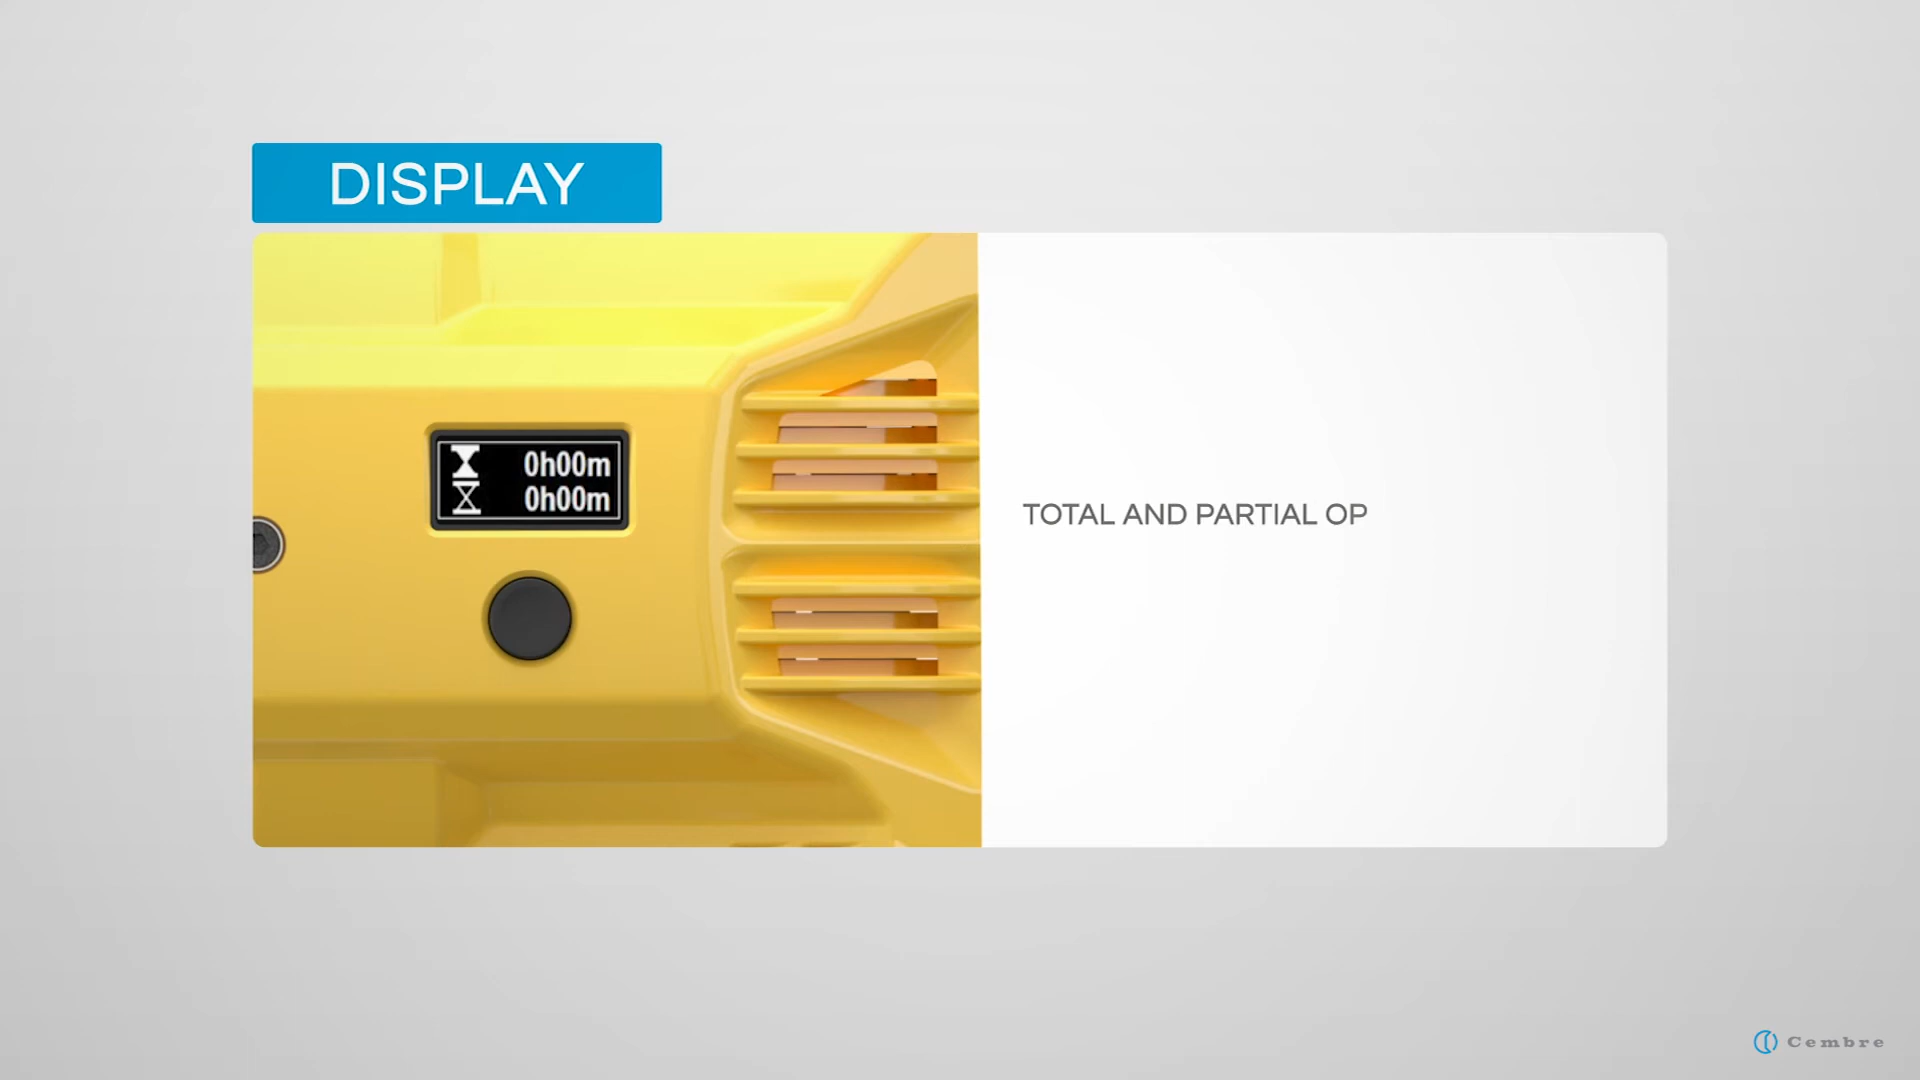 DISPLAY
0h00m
0h00m
TOTAL AND PARTIAL OP
Cembre